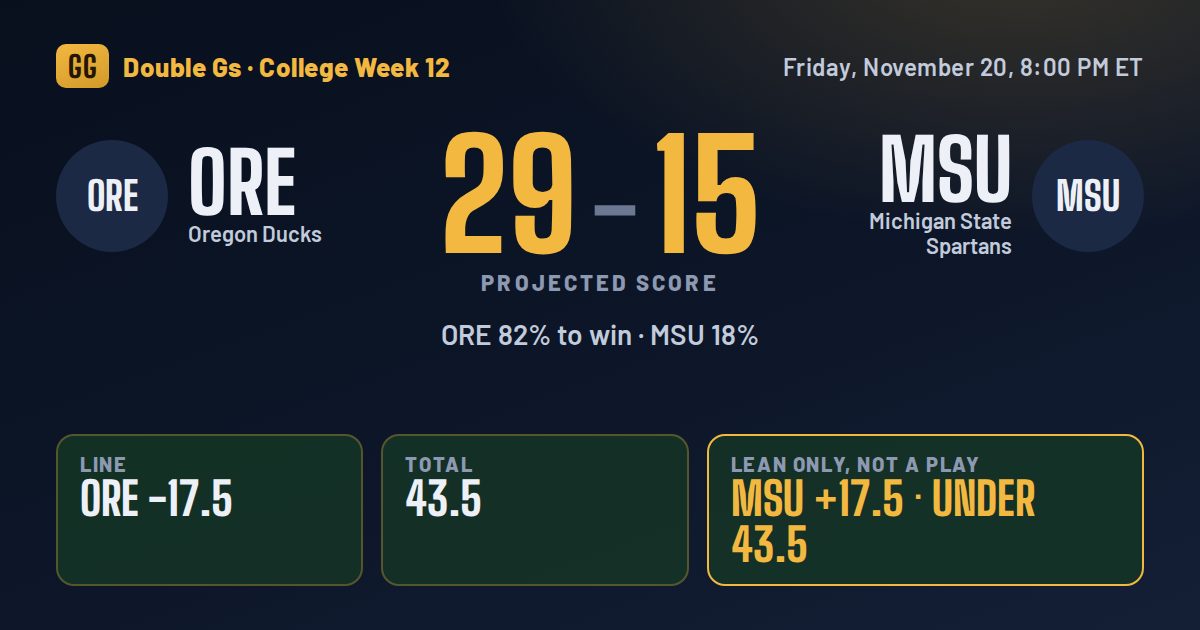 GG
Double Gs · College Week 12
Friday, November 20, 8:00 PM ET
ORE
ORE
Oregon Ducks
29 – 15
PROJECTED SCORE
ORE 82% to win · MSU 18%
MSU
Michigan State
Spartans
MSU
LINE
ORE −17.5
TOTAL
43.5
LEAN ONLY, NOT A PLAY
MSU +17.5 · UNDER
43.5